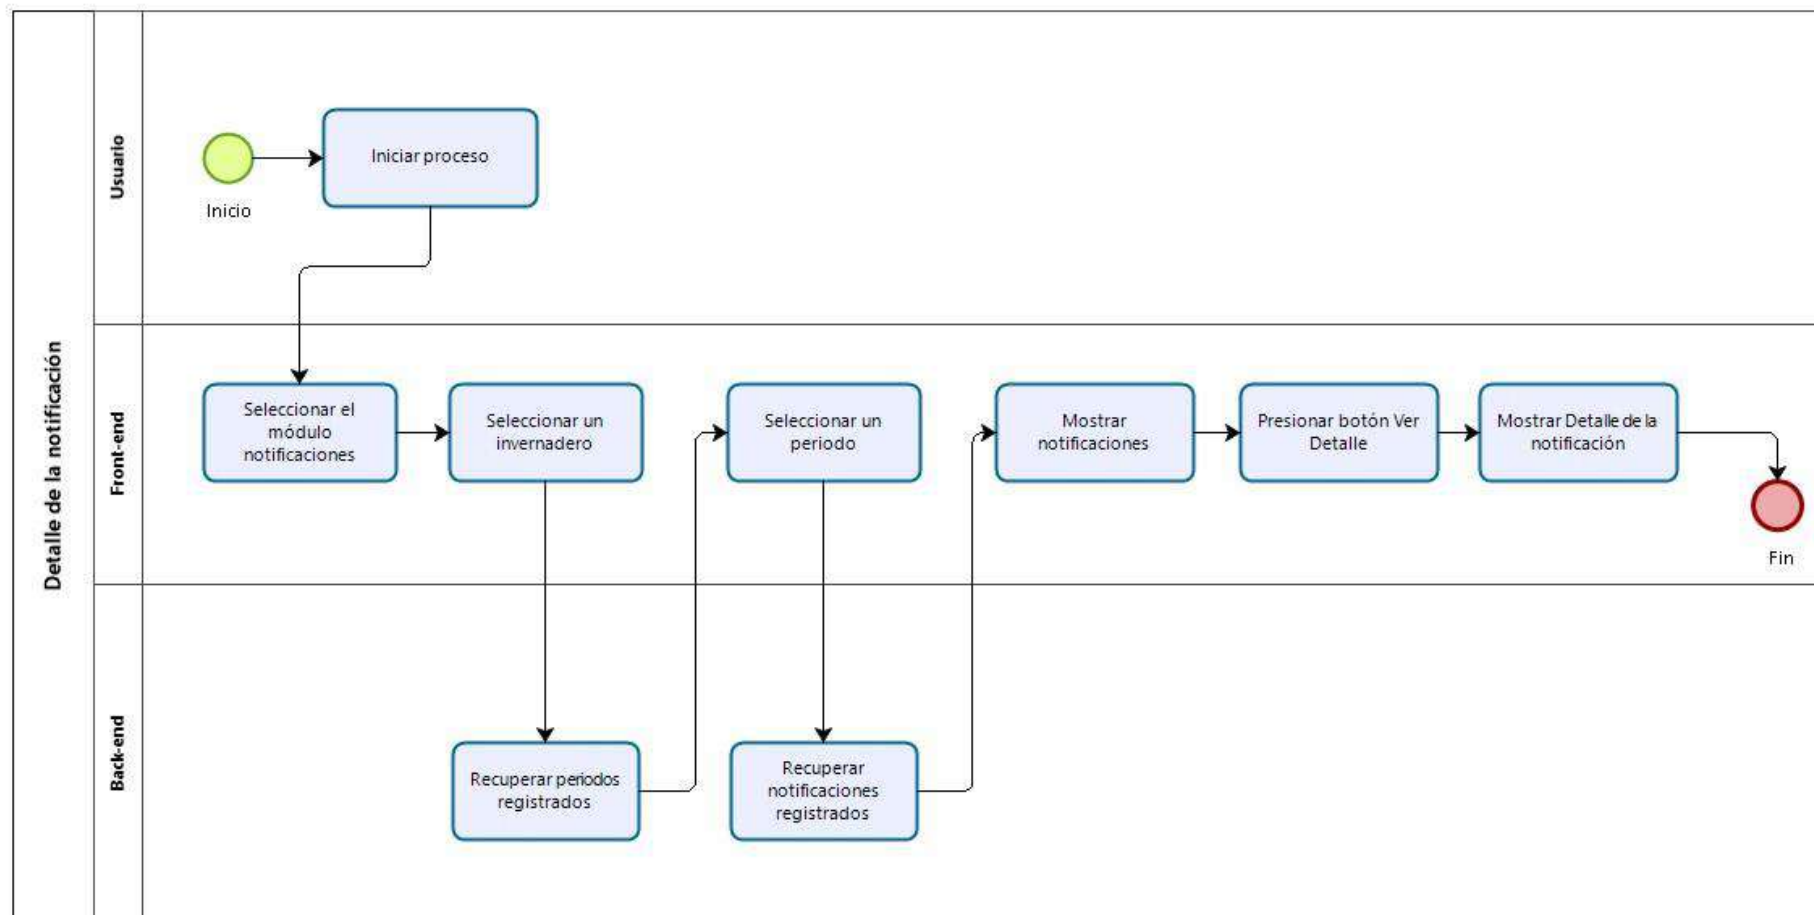 Detalle de la notificación
Usuario
Inicio
Iniciar proceso
Front-end
Seleccionar el
módulo
notificaciones
Seleccionar un
invernadero
Seleccionar un
periodo
Mostrar
notificaciones
Presionar botón Ver
Detalle
Mostrar Detalle de la
notificación
Fin
Back-end
Recuperar periodos
registrados
Recuperar
notificaciones
registrados